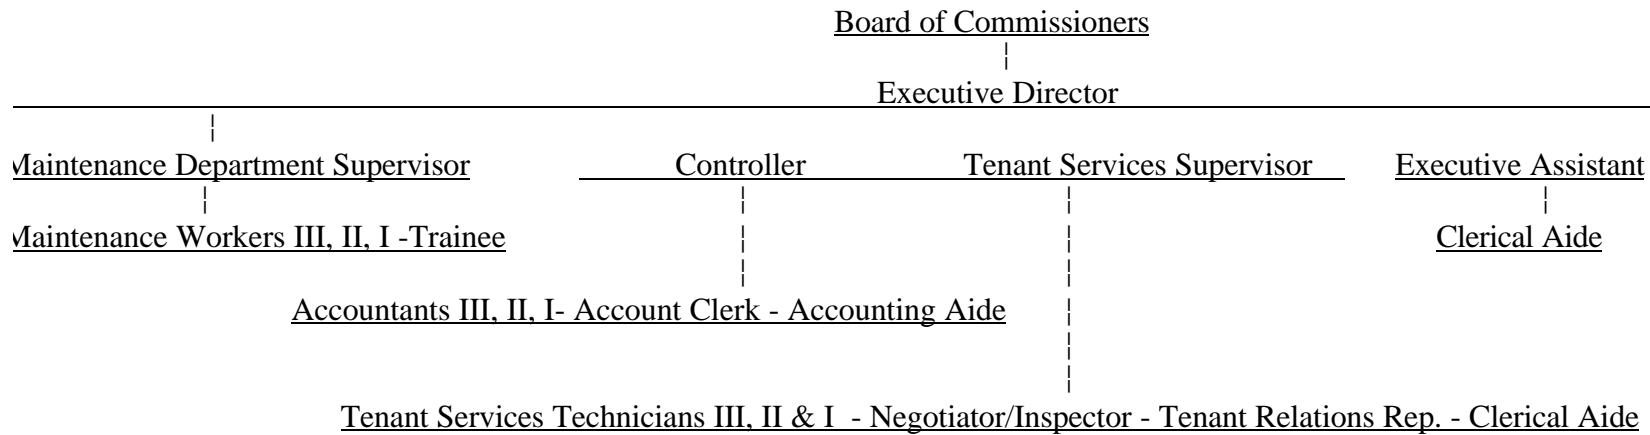 Board of Commissioners
Executive Director
Maintenance Department Supervisor Controller Tenant Services Supervisor Executive Assistant
Maintenance Workers III, II, I -Trainee Clerical Aide
Accountants III, II, I- Account Clerk - Accounting Aide
Tenant Services Technicians III, II & I - Negotiator/Inspector - Tenant Relations Rep. - Clerical Aide